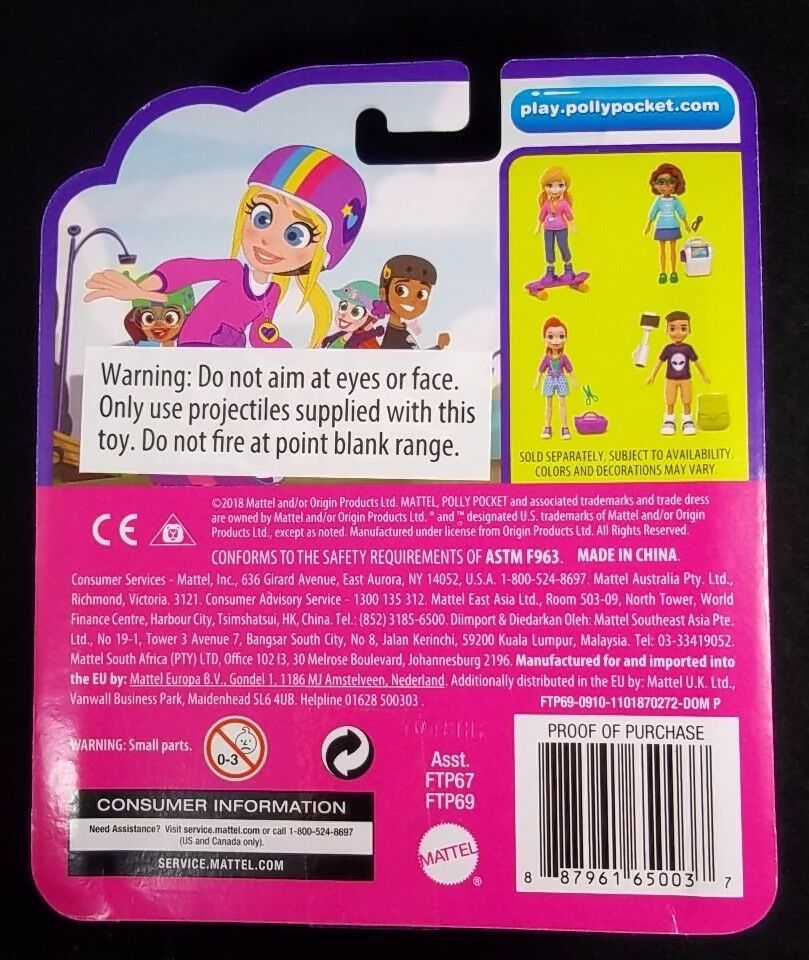 play.pollypocket.com
Warning: Do not aim at eyes or face.
Only use projectiles supplied with this
toy. Do not fire at point blank range.
SOLD SEPARATELY, SUBJECT TO AVAILABILITY.
COLORS AND DECORATIONS MAY VARY.
©2018 Mattel and/or Origin Products Ltd. MATTEL, POLLY POCKET and associated trademarks and trade dress
are owned by Mattel and/or Origin Products Ltd. ® and ™ designated U.S. trademarks of Mattel and/or Origin
Products Ltd., except as noted. Manufactured under license from Origin Products Ltd. All Rights Reserved.
CE
CONFORMS TO THE SAFETY REQUIREMENTS OF ASTM F963. MADE IN CHINA.
Consumer Services - Mattel, Inc., 636 Girard Avenue, East Aurora, NY 14052, U.S.A. 1-800-524-8697. Mattel Australia Pty. Ltd.,
Richmond, Victoria. 3121. Consumer Advisory Service - 1300 135 312. Mattel East Asia Ltd., Room 503-09, North Tower, World
Finance Centre, Harbour City, Tsimshatsui, HK, China. Tel.: (852) 3185-6500. Diimport & Diedarkan Oleh: Mattel Southeast Asia Pte.
Ltd., No 19-1, Tower 3 Avenue 7, Bangsar South City, No 8, Jalan Kerinchi, 59200 Kuala Lumpur, Malaysia. Tel: 03-33419052.
Mattel South Africa (PTY) LTD, Office 102 I3, 30 Melrose Boulevard, Johannesburg 2196. Manufactured for and imported into
the EU by: Mattel Europa B.V., Gondel 1, 1186 MJ Amstelveen, Nederland. Additionally distributed in the EU by: Mattel U.K. Ltd.,
Vanwall Business Park, Maidenhead SL6 4UB. Helpline 01628 500303.
FTP69-0910-1101870272-DOM P
WARNING: Small parts.
0-3
Asst.
FTP67
FTP69
MATTEL
®
PROOF OF PURCHASE
8 87961 65003 7
CONSUMER INFORMATION
Need Assistance? Visit service.mattel.com or call 1-800-524-8697
(US and Canada only).
SERVICE.MATTEL.COM